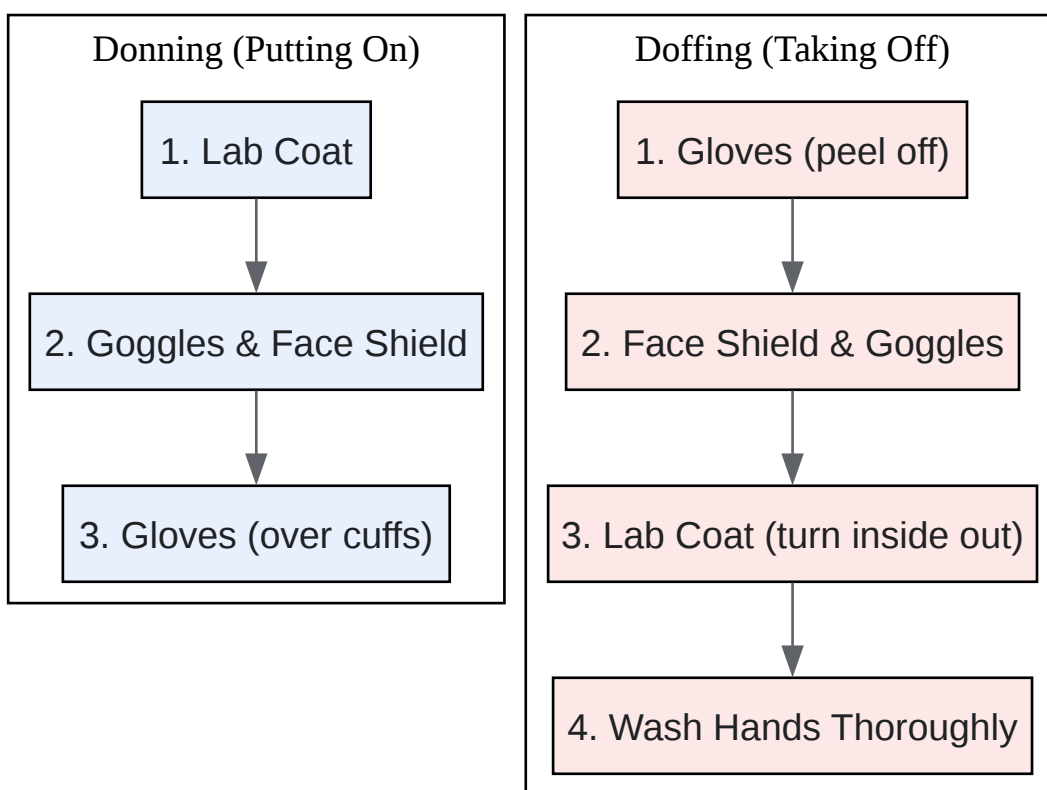 Donning (Putting On)
1. Lab Coat
2. Goggles & Face Shield
3. Gloves (over cuffs)
Doffing (Taking Off)
1. Gloves (peel off)
2. Face Shield & Goggles
3. Lab Coat (turn inside out)
4. Wash Hands Thoroughly